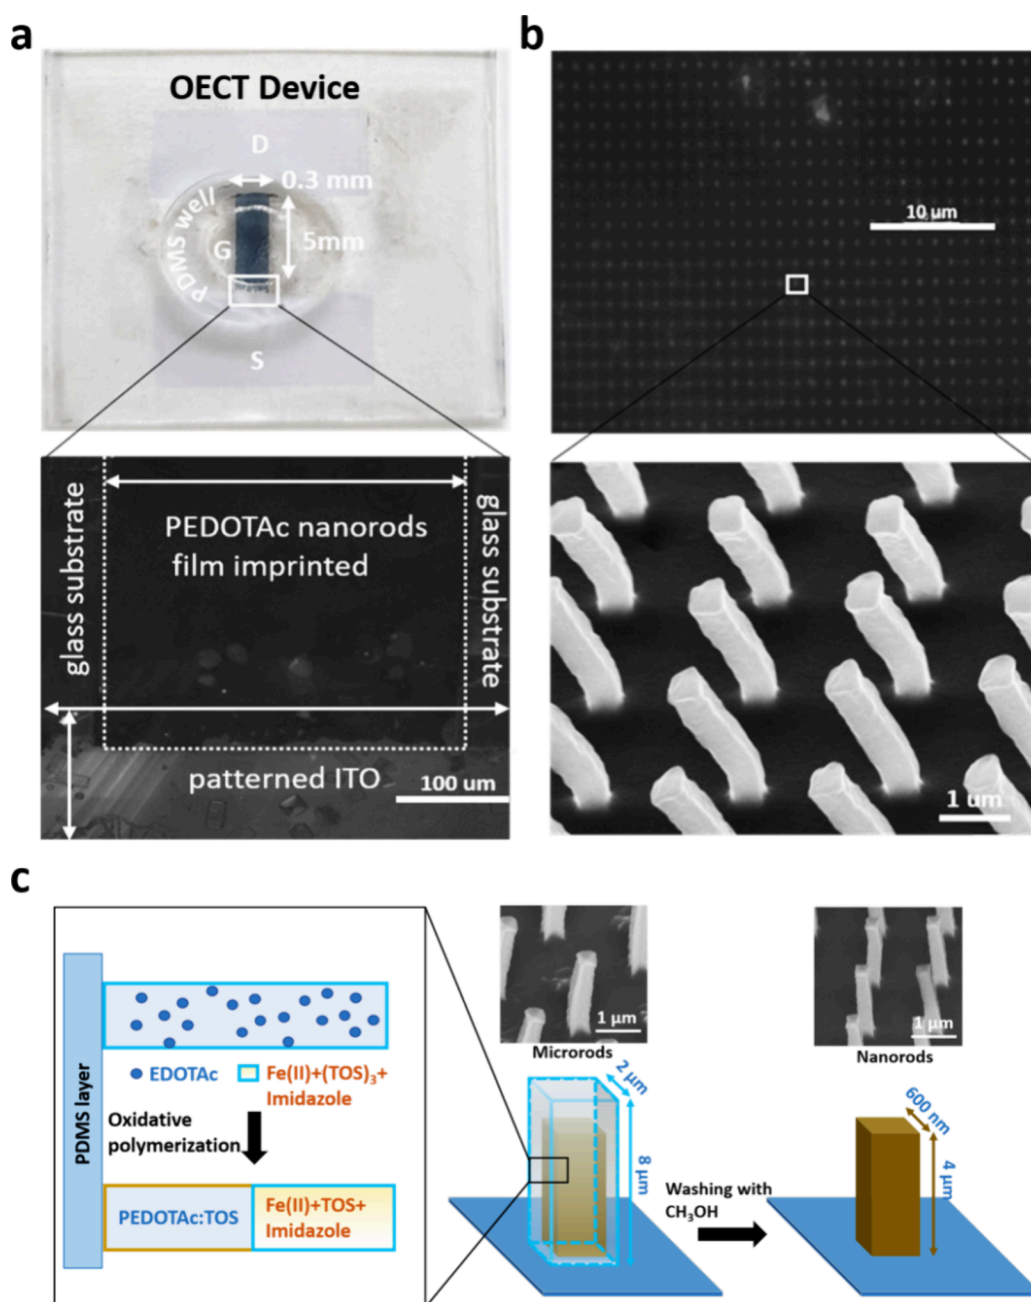 a
OECT Device
D
0.3 mm
PDMS well
G
5mm
S
glass substrate
PEDOTAc nanorods
film imprinted
glass substrate
patterned ITO
100 um
b
10 µm
1 um
c
PDMS layer
EDOTAc
Fe(II)+(TOS)₃+
Imidazole
Oxidative
polymerization
PEDOTAc:TOS
Fe(II)+TOS+
Imidazole
1 µm
Microrods
2 µm
8 µm
Washing with
CH₃OH
1 µm
Nanorods
600 nm
4 µm